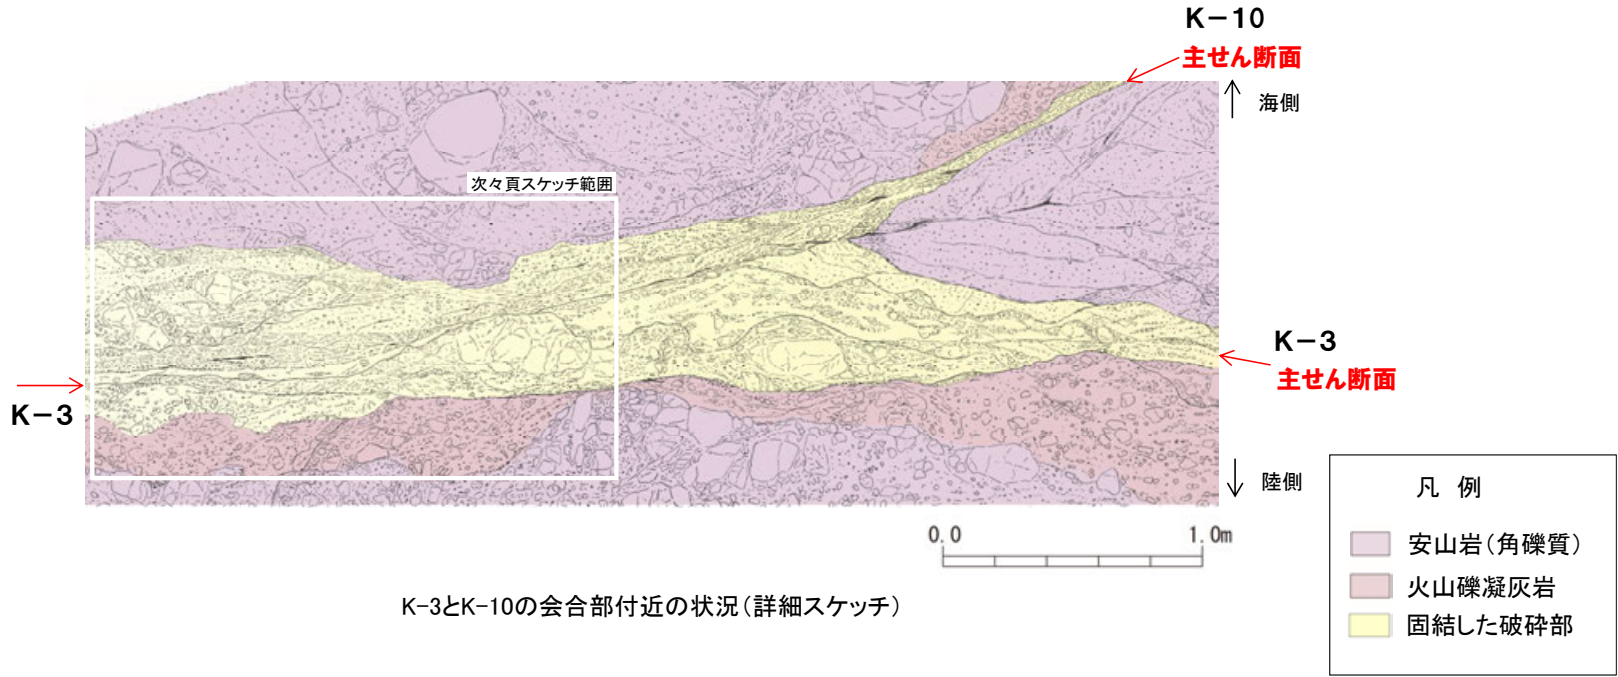 K-10
主せん断面
海側
次々頁スケッチ範囲
K-3
主せん断面
K-3
陸側
0.0 1.0m
K-3とK-10の会合部付近の状況(詳細スケッチ)
凡 例
安山岩(角礫質)
火山礫凝灰岩
固結した破砕部